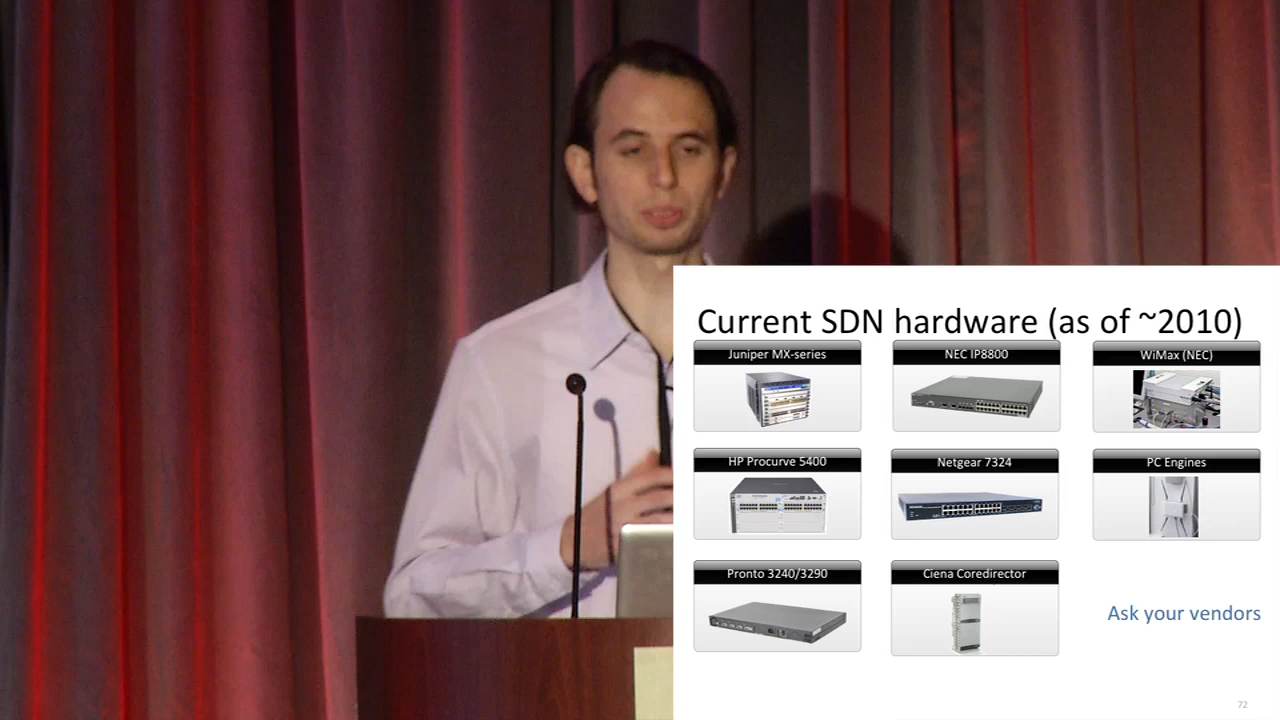 Current SDN hardware (as of ~2010)
Juniper MX-series
NEC IP8800
WiMax (NEC)
HP Procurve 5400
Netgear 7324
PC Engines
Pronto 3240/3290
Ciena Coredirector
Ask your vendors
72